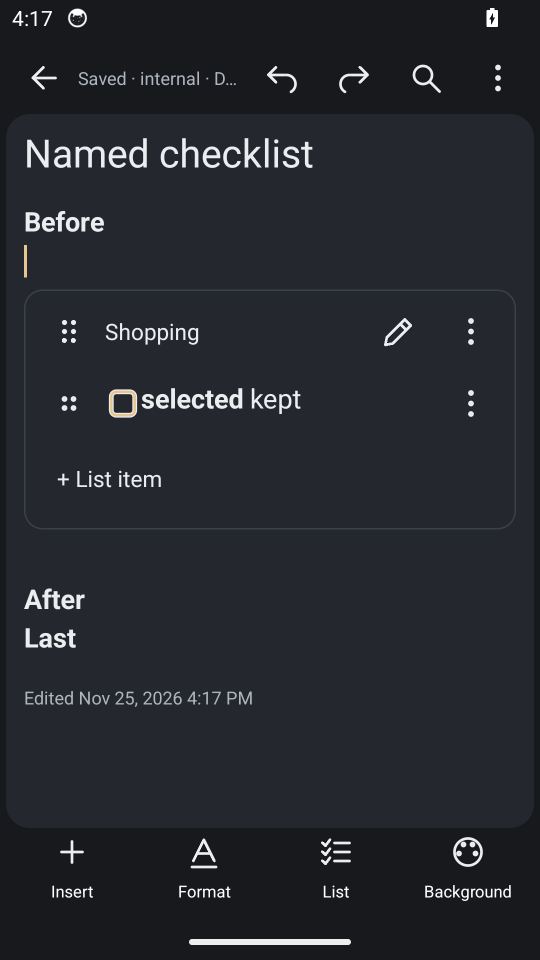 4:17
Saved · internal · D…
Named checklist
Before
Shopping
selected kept
+ List item
After
Last
Edited Nov 25, 2026 4:17 PM
Insert Format List Background